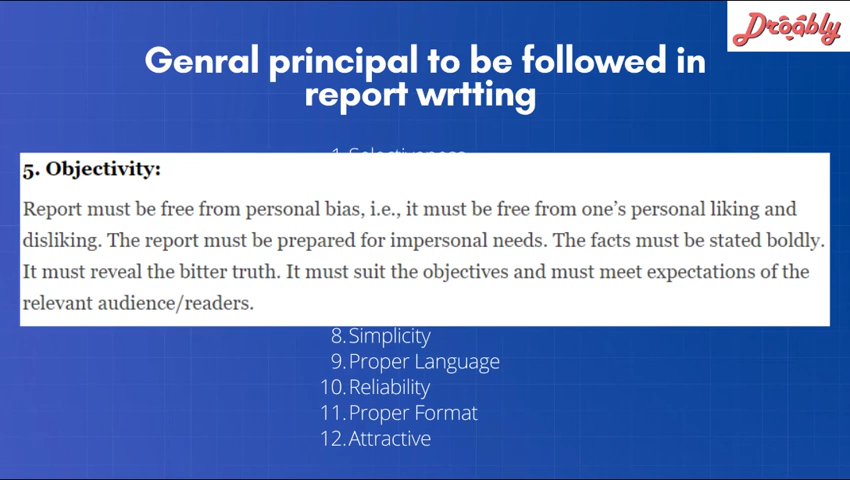 Droobly
Genral principal to be followed in
report wrtting
1. Selectiveness
5. Objectivity:
Report must be free from personal bias, i.e., it must be free from one’s personal liking and
disliking. The report must be prepared for impersonal needs. The facts must be stated boldly.
It must reveal the bitter truth. It must suit the objectives and must meet expectations of the
relevant audience/readers.
8. Simplicity
9. Proper Language
10. Reliability
11. Proper Format
12. Attractive